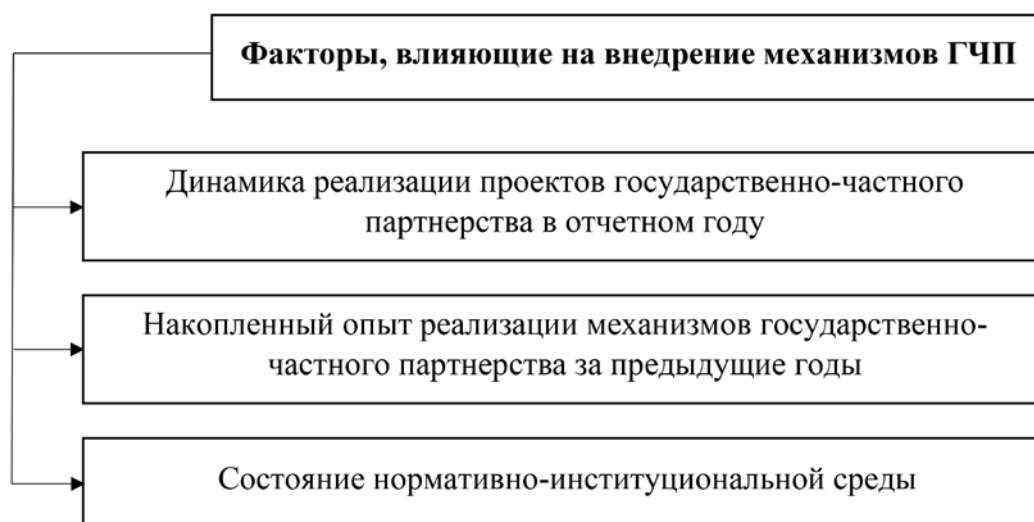 Факторы, влияющие на внедрение механизмов ГЧП
Динамика реализации проектов государственно-частного
партнерства в отчетном году
Накопленный опыт реализации механизмов государственно-
частного партнерства за предыдущие годы
Состояние нормативно-институциональной среды